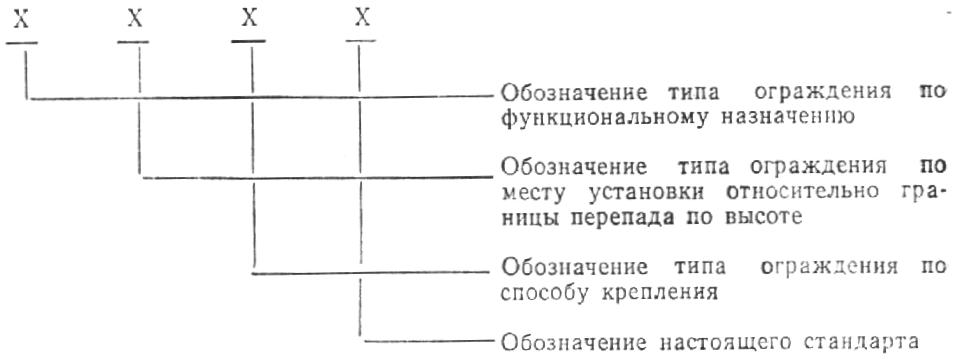 X X X X
Обозначение типа ограждения по
функциональному назначению
Обозначение типа ограждения по
месту установки относительно гра-
ницы перепада по высоте
Обозначение типа ограждения по
способу крепления
Обозначение настоящего стандарта